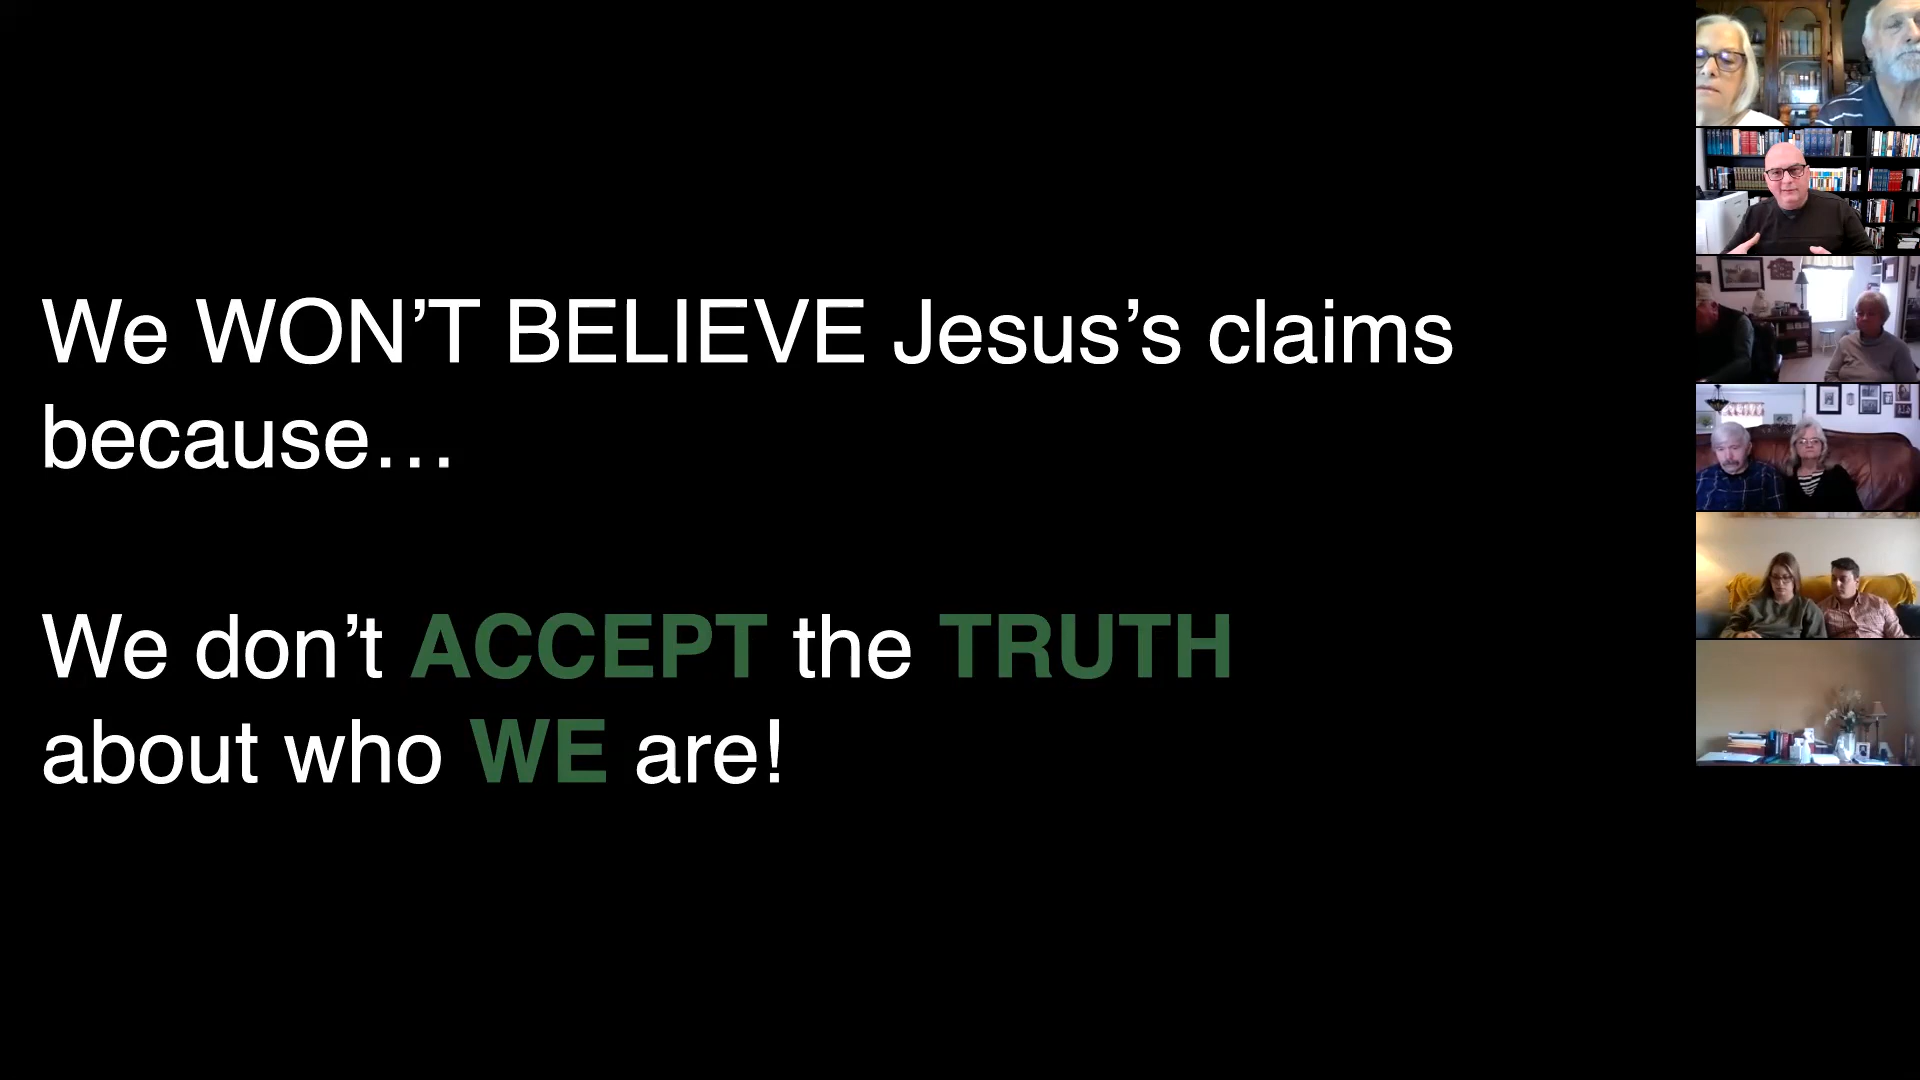 We WON’T BELIEVE Jesus’s claims
because…
We don’t ACCEPT the TRUTH
about who WE are!